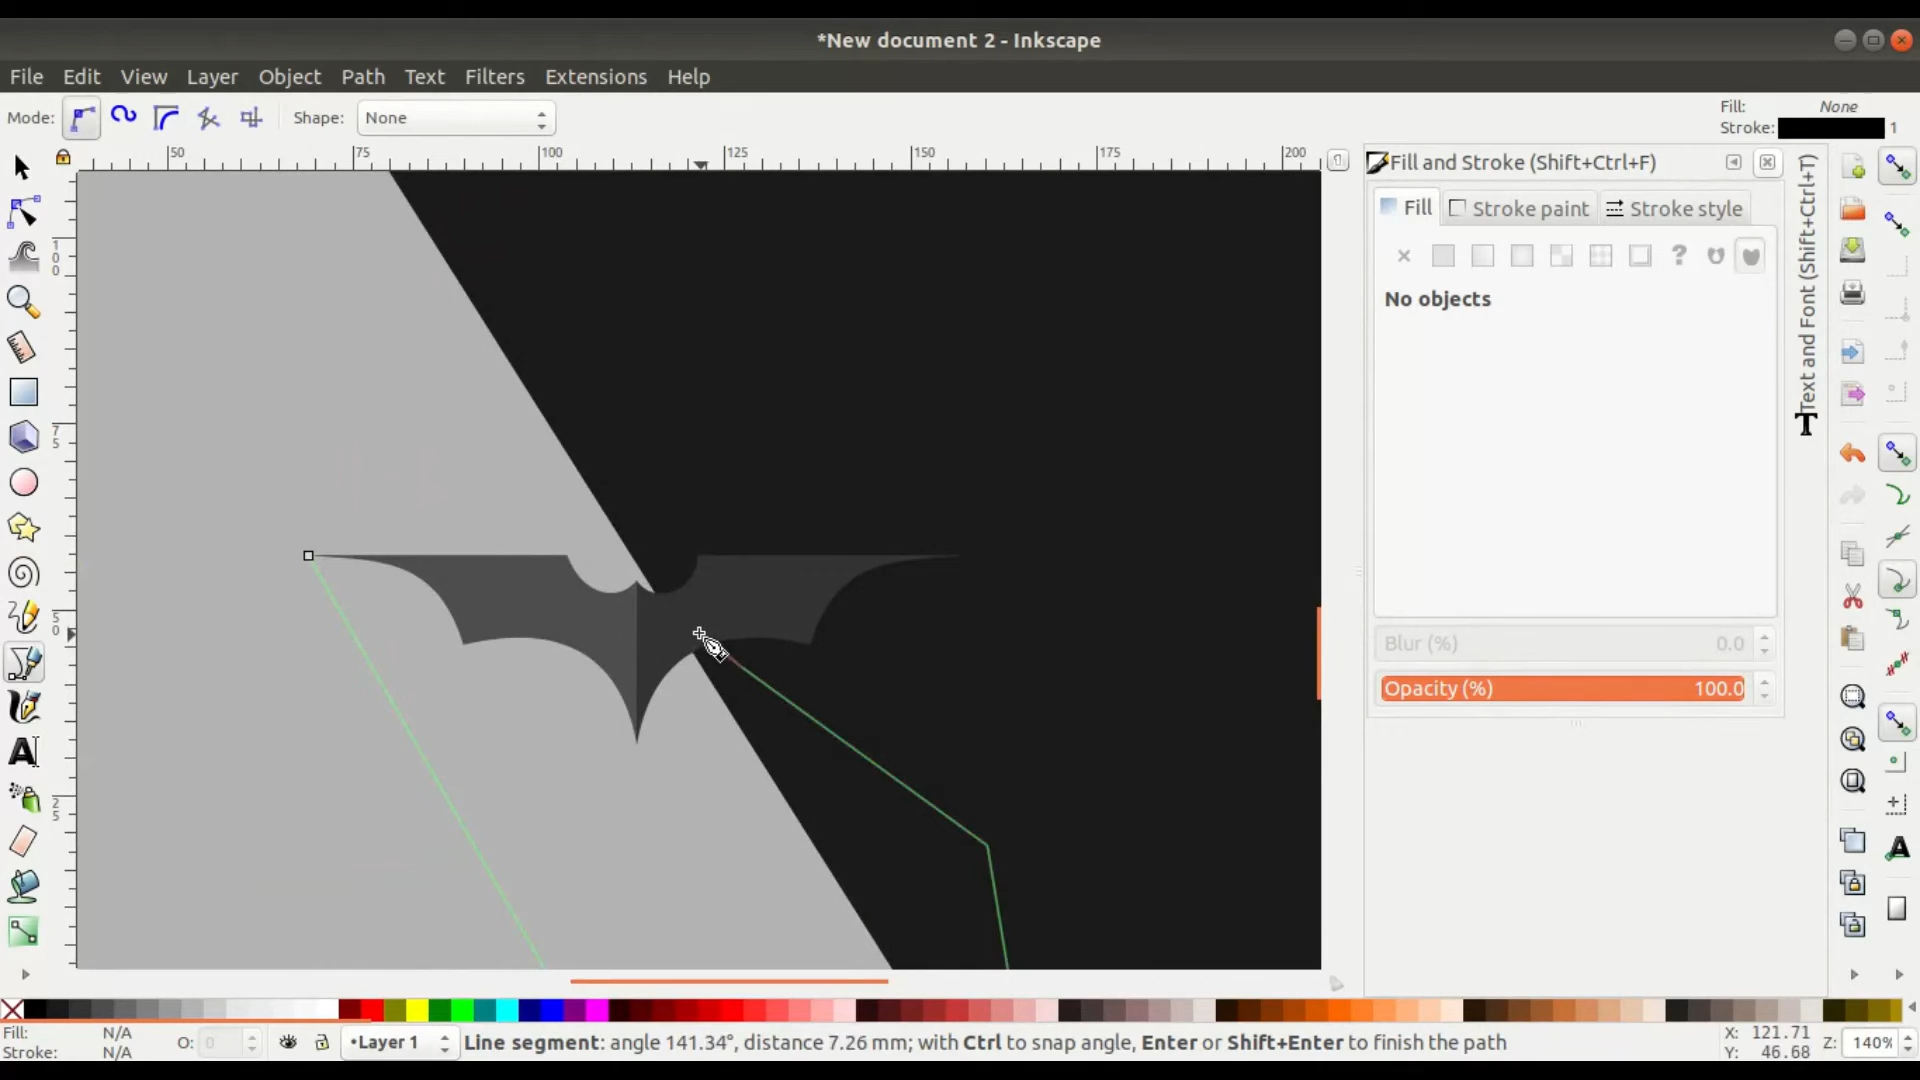 *New document 2 - Inkscape
File Edit View Layer Object Path Text Filters Extensions Help
Mode: Shape: None
Fill: None
Stroke: 1
50 75 100 125 150 175 200
100
75
50
25
Fill and Stroke (Shift+Ctrl+F)
Fill Stroke paint Stroke style
?
No objects
Blur (%) 0.0
Opacity (%) 100.0
Text and Font (Shift+Ctrl+T)
Fill: N/A
Stroke: N/A
O: 0
•Layer 1
Line segment: angle 141.34°, distance 7.26 mm; with Ctrl to snap angle, Enter or Shift+Enter to finish the path
X: 121.71
Y: 46.68
Z: 140%